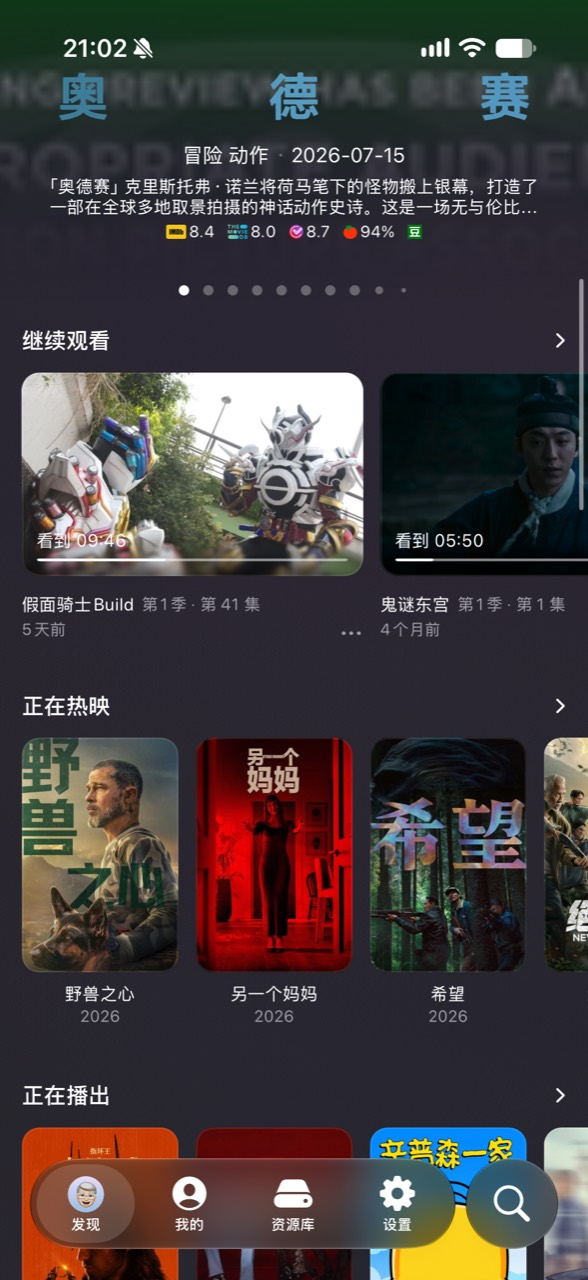 21:02
奥 德 赛
冒险 动作 · 2026-07-15
「奥德赛」克里斯托弗·诺兰将荷马笔下的怪物搬上银幕，打造了
一部在全球多地取景拍摄的神话动作史诗。这是一场无与伦比...
IMDb 8.4 THE MOVIE DB 8.0 8.7 94% 豆
继续观看
看到 09:46
看到 05:50
假面骑士Build 第1季 · 第 41 集
5天前
鬼谜东宫 第1季 · 第 1 集
4个月前
正在热映
野兽之心
另一个妈妈
希望
野兽之心
2026
另一个妈妈
2026
希望
2026
正在播出
指环王
辛普森一家
发现
我的
资源库
设置